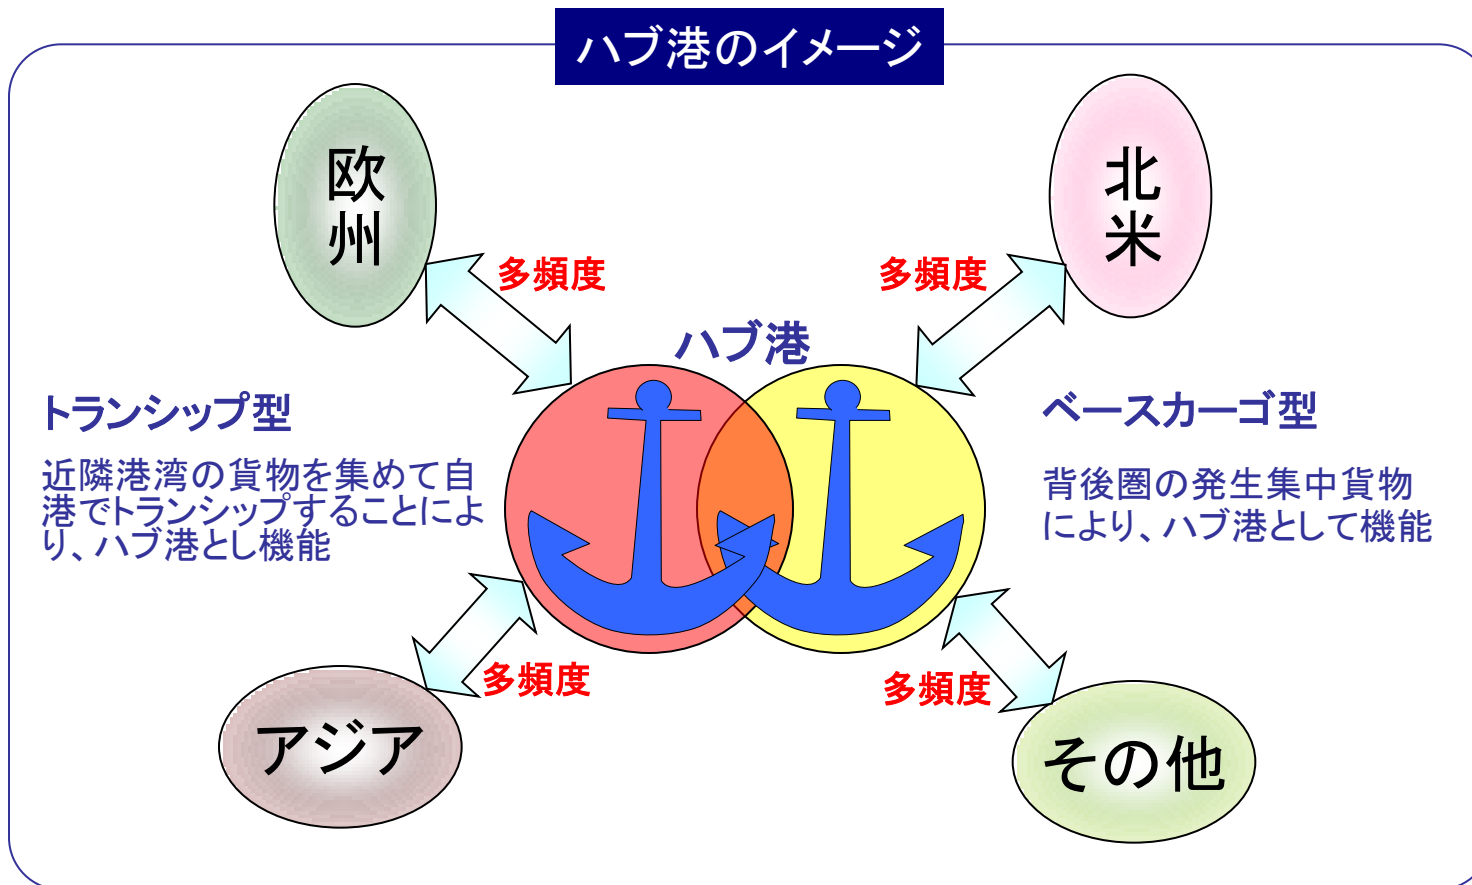 ハブ港のイメージ
欧
州
北
米
多頻度
多頻度
ハブ港
トランシップ型
近隣港湾の貨物を集めて自
港でトランシップすることによ
り、ハブ港とし機能
ベースカーゴ型
背後圏の発生集中貨物
により、ハブ港として機能
多頻度
多頻度
アジア
その他